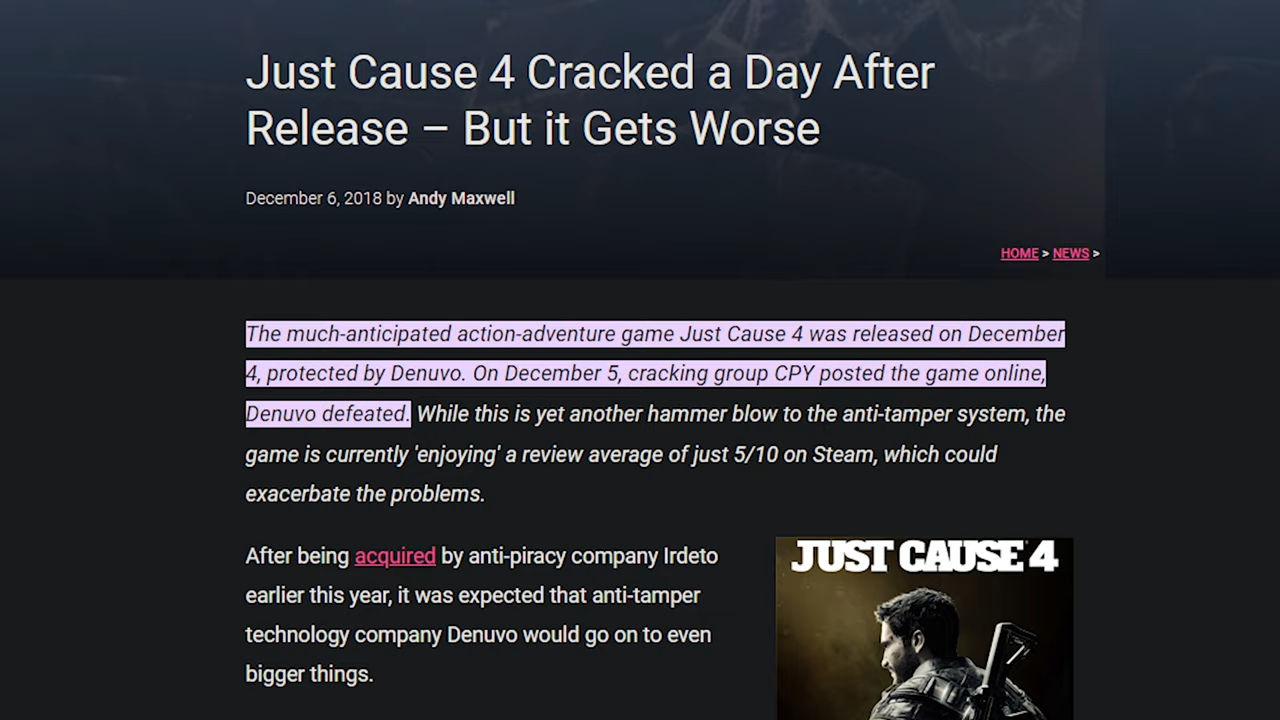 Just Cause 4 Cracked a Day After
Release – But it Gets Worse
December 6, 2018 by Andy Maxwell
HOME > NEWS >
The much-anticipated action-adventure game Just Cause 4 was released on December
4, protected by Denuvo. On December 5, cracking group CPY posted the game online,
Denuvo defeated. While this is yet another hammer blow to the anti-tamper system, the
game is currently 'enjoying' a review average of just 5/10 on Steam, which could
exacerbate the problems.
After being acquired by anti-piracy company Irdeto
earlier this year, it was expected that anti-tamper
technology company Denuvo would go on to even
bigger things.
JUST CAUSE 4